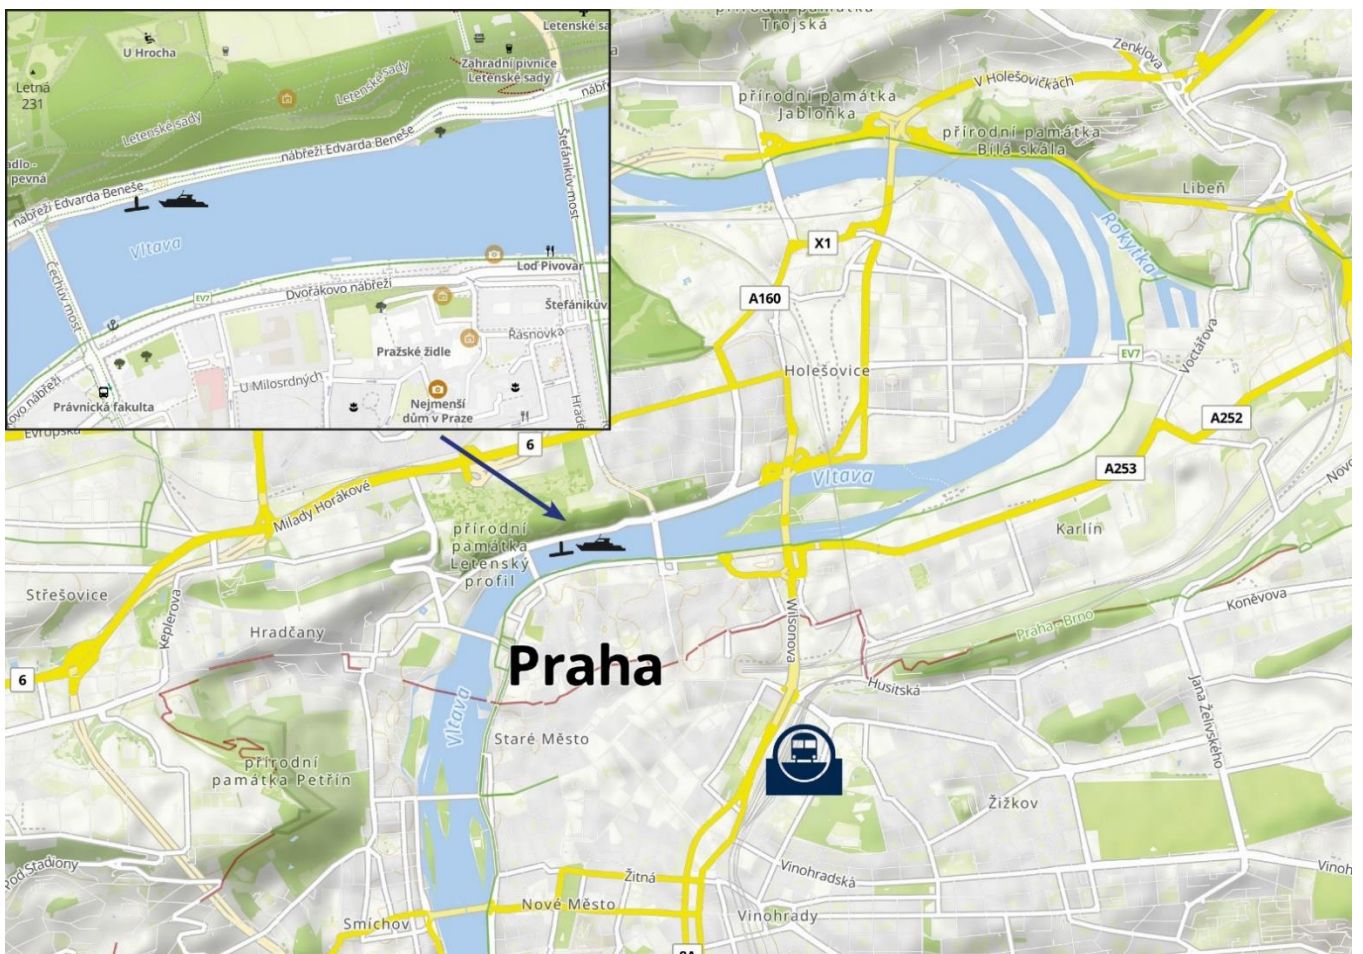 U Hrocha
Letná
231
Letenské sady
Letenské sady
Zahradní pivnice
Letenské sady
nábřeží Edvarda Beneše
nábřeží Edvarda Beneše
pevná
Vltava
Čechův most
Štefánikův most
EV7
Dvořákovo nábřeží
Loď Pivovar
Řásnovka
Pražské židle
U Milosrdných
Právnická fakulta
Nejmenší
dům v Praze
přírodní památka
Trojská
Zenklova
V Holešovičkách
přírodní památka
Jabloňka
přírodní památka
Bílá skála
Libeň
Rokytka
X1
A160
Holešovice
EV7
Voctářova
A252
A253
Evropská
6
Milady Horákové
Vltava
Karlín
přírodní
památka
Letenský
profil
Střešovice
Keplerova
Hradčany
Wilsonova
Praha - Brno
Koněvova
Praha
Husitská
6
Vltava
Staré Město
Jana Želivského
přírodní
památka Petřín
Žižkov
Pod Stadiony
Žitná
Vinohradská
Nové Město
Smíchov
Vinohrady